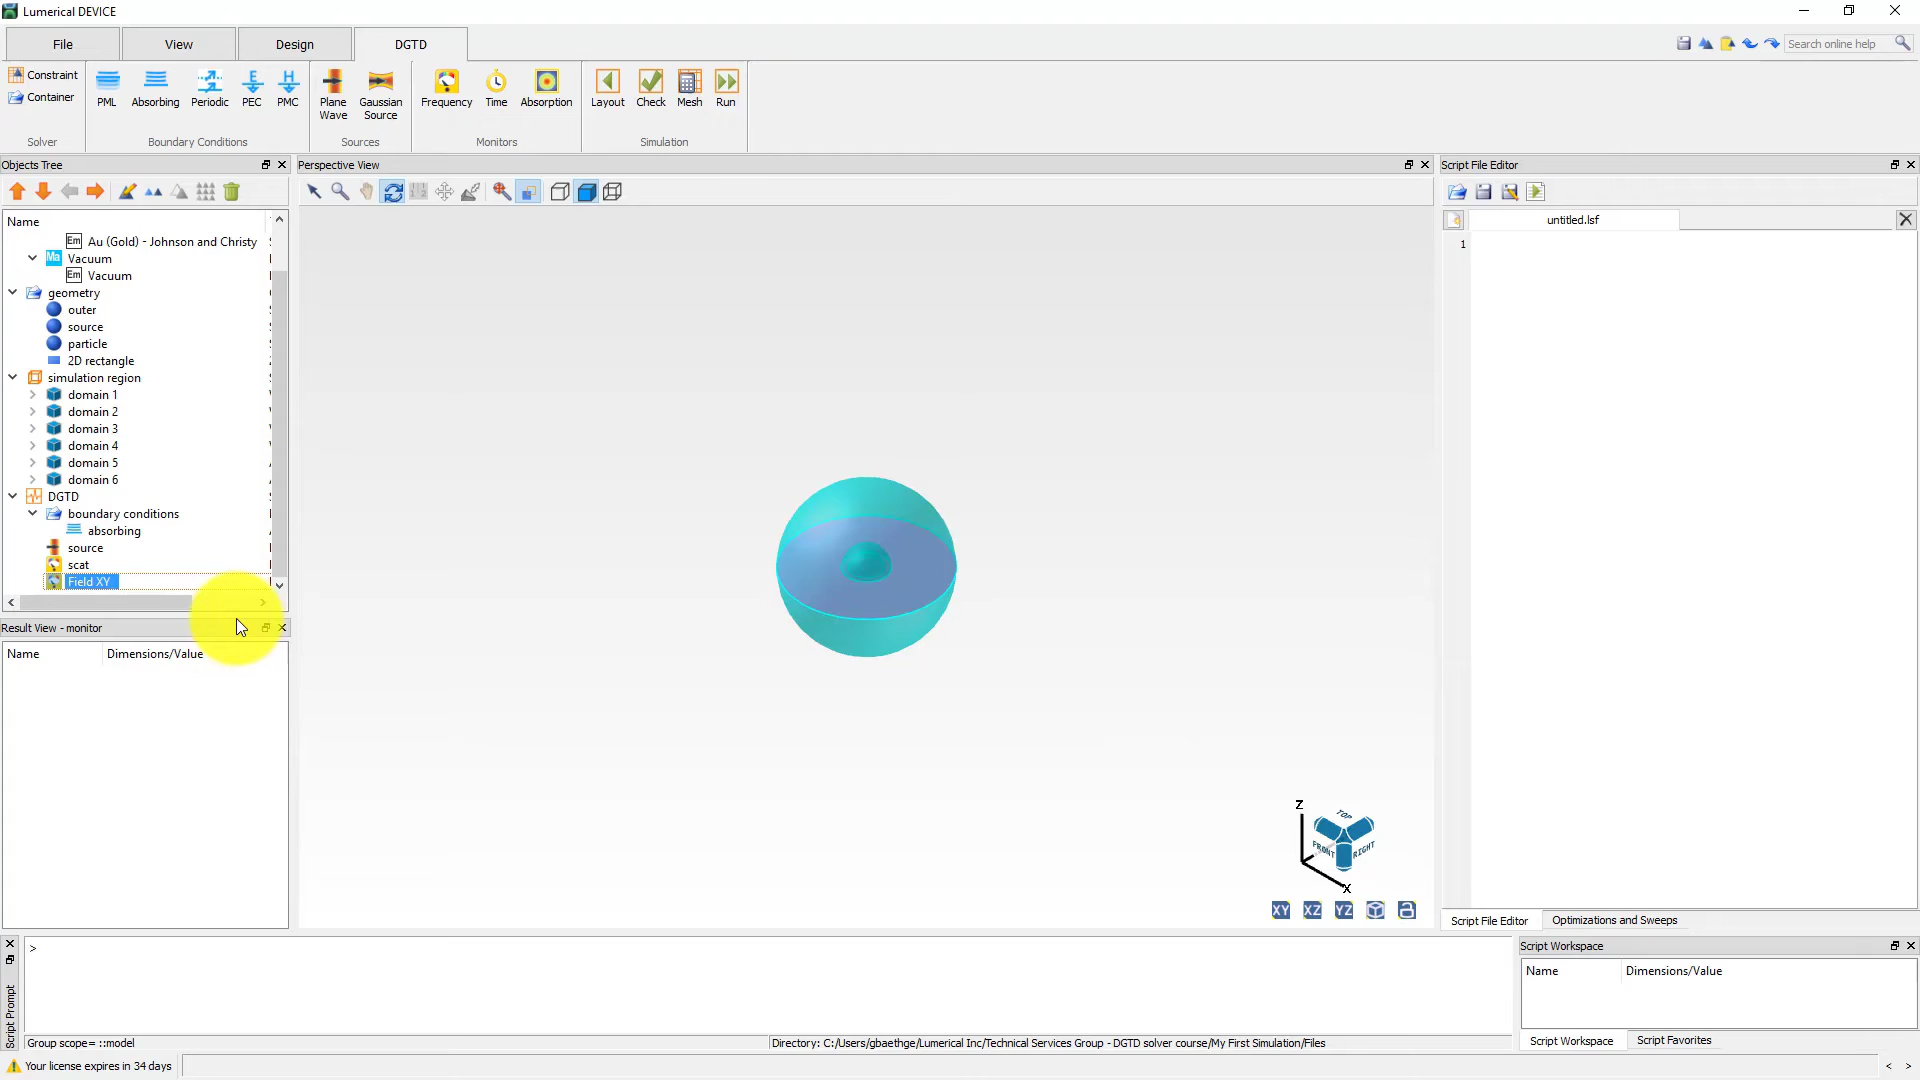 Lumerical DEVICE
File
View
Design
DGTD
Search online help
Constraint
Container
PML
Absorbing
Periodic
PEC
PMC
Plane Wave
Gaussian Source
Frequency
Time
Absorption
Layout
Check
Mesh
Run
Solver
Boundary Conditions
Sources
Monitors
Simulation
Objects Tree
Perspective View
Script File Editor
Name
untitled.lsf
Em Au (Gold) - Johnson and Christy
1
Ma Vacuum
Em Vacuum
geometry
outer
source
particle
2D rectangle
simulation region
domain 1
domain 2
domain 3
domain 4
domain 5
domain 6
DGTD
boundary conditions
absorbing
source
scat
Field XY
Result View - monitor
Name
Dimensions/Value
Z
TOP
FRONT
RIGHT
X
XY
XZ
YZ
Script File Editor
Optimizations and Sweeps
>
Script Prompt
Script Workspace
Name
Dimensions/Value
Group scope= ::model
Directory: C:/Users/gbaethge/Lumerical Inc/Technical Services Group - DGTD solver course/My First Simulation/Files
Script Workspace
Script Favorites
Your license expires in 34 days